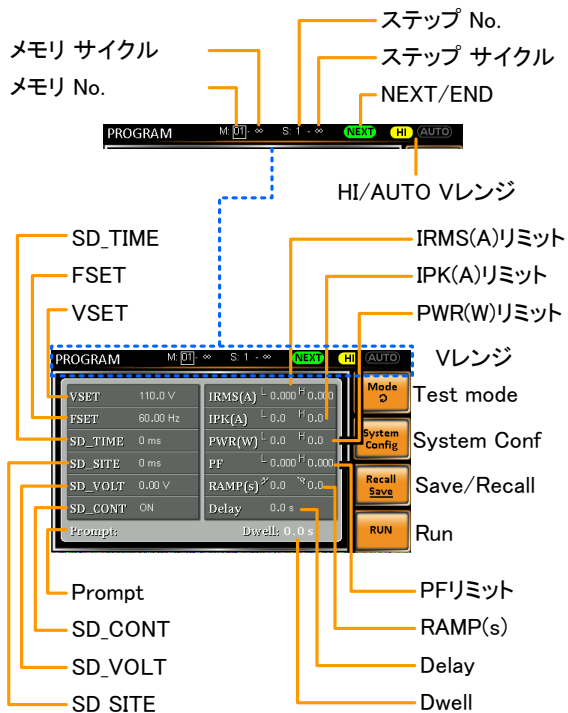 ステップ No.
メモリ サイクル
ステップ サイクル
メモリ No.
NEXT/END
PROGRAM M: 01 - ∞ S: 1 - ∞ NEXT HI AUTO
HI/AUTO Vレンジ
SD_TIME
IRMS(A)リミット
FSET
IPK(A)リミット
VSET
PWR(W)リミット
PROGRAM M: 01 - ∞ S: 1 - ∞ NEXT HI AUTO
Vレンジ
VSET 110.0 V IRMS(A) L 0.000 H 0.000
Mode
Test mode
FSET 60.00 Hz IPK(A) L 0.0 H 0.0
SD_TIME 0 ms PWR(W) L 0.0 H 0.0
System Config
System Conf
SD_SITE 0 ms PF L 0.000 H 0.000
SD_VOLT 0.00 V RAMP(s) 0.0 0.0
Recall Save
Save/Recall
SD_CONT ON Delay 0.0 s
Prompt: Dwell: 0.0 s
RUN
Run
Prompt
PFリミット
SD_CONT
RAMP(s)
SD_VOLT
Delay
SD SITE
Dwell